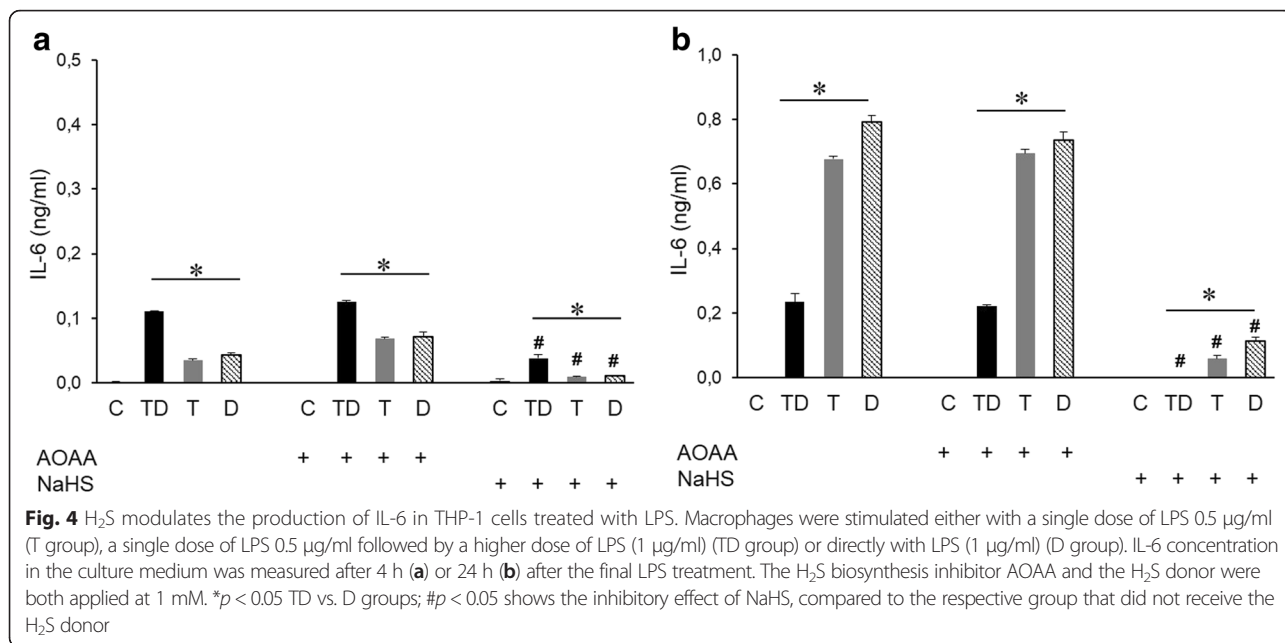 a
0,5
0,4
0,3
0,2
0,1
0,0
IL-6 (ng/ml)
*
*
*
# # #
C TD T D C TD T D C TD T D
AOAA + + + +
NaHS + + + +
b
1,0
0,8
0,6
0,4
0,2
0,0
IL-6 (ng/ml)
*
*
*
# # #
C TD T D C TD T D C TD T D
AOAA + + + +
NaHS + + + +
Fig. 4 H₂S modulates the production of IL-6 in THP-1 cells treated with LPS. Macrophages were stimulated either with a single dose of LPS 0.5 μg/ml
(T group), a single dose of LPS 0.5 μg/ml followed by a higher dose of LPS (1 μg/ml) (TD group) or directly with LPS (1 μg/ml) (D group). IL-6 concentration
in the culture medium was measured after 4 h (a) or 24 h (b) after the final LPS treatment. The H₂S biosynthesis inhibitor AOAA and the H₂S donor were
both applied at 1 mM. *p < 0.05 TD vs. D groups; #p < 0.05 shows the inhibitory effect of NaHS, compared to the respective group that did not receive the
H₂S donor